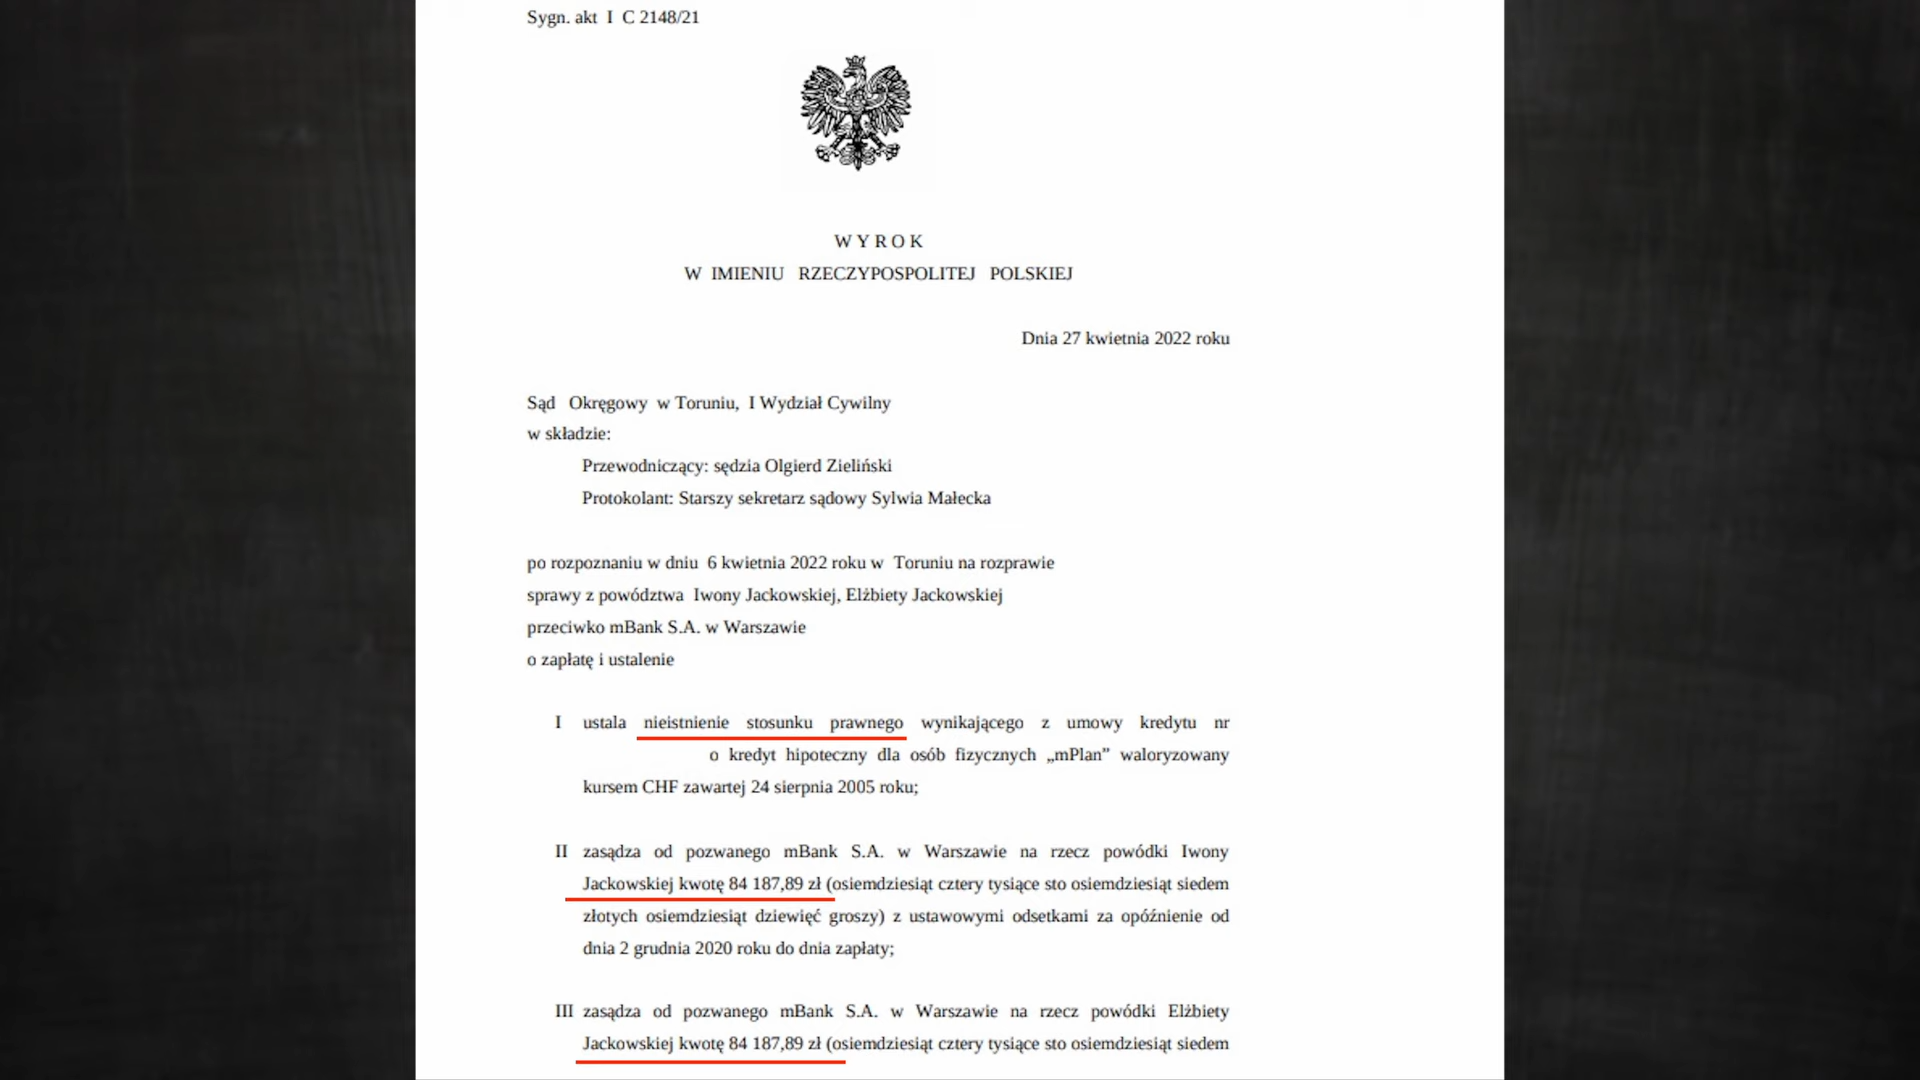 Sygn. akt I C 2148/21
W Y R O K
W IMIENIU RZECZYPOSPOLITEJ POLSKIEJ
Dnia 27 kwietnia 2022 roku
Sąd Okręgowy w Toruniu, I Wydział Cywilny
w składzie:
Przewodniczący: sędzia Olgierd Zieliński
Protokolant: Starszy sekretarz sądowy Sylwia Małecka
po rozpoznaniu w dniu 6 kwietnia 2022 roku w Toruniu na rozprawie
sprawy z powództwa Iwony Jackowskiej, Elżbiety Jackowskiej
przeciwko mBank S.A. w Warszawie
o zapłatę i ustalenie
I ustala nieistnienie stosunku prawnego wynikającego z umowy kredytu nr
o kredyt hipoteczny dla osób fizycznych „mPlan” waloryzowany
kursem CHF zawartej 24 sierpnia 2005 roku;
II zasądza od pozwanego mBank S.A. w Warszawie na rzecz powódki Iwony
Jackowskiej kwotę 84 187,89 zł (osiemdziesiąt cztery tysiące sto osiemdziesiąt siedem
złotych osiemdziesiąt dziewięć groszy) z ustawowymi odsetkami za opóźnienie od
dnia 2 grudnia 2020 roku do dnia zapłaty;
III zasądza od pozwanego mBank S.A. w Warszawie na rzecz powódki Elżbiety
Jackowskiej kwotę 84 187,89 zł (osiemdziesiąt cztery tysiące sto osiemdziesiąt siedem